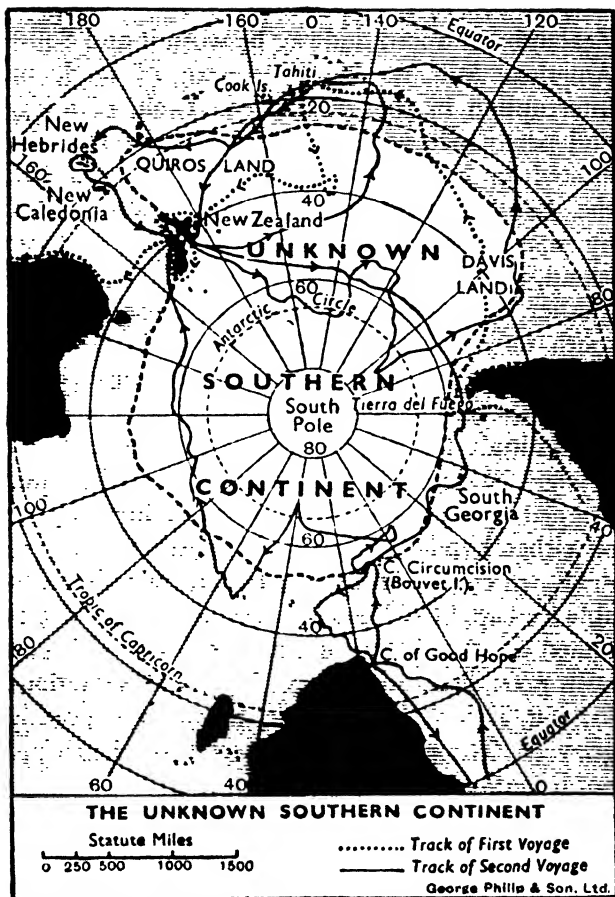 180
160
0
140
120
Equator
Tahiti
Cook Is.
20
New
Hebrides
160
QUIROS LAND
100
New
Caledonia
40
New Zealand
UNKNOWN
DAVIS
LAND
60
80
Antarctic Circle
SOUTHERN
Tierra del Fuego
South
Pole
80
CONTINENT
100
South
Georgia
40
60
C. Circumcision
(Bouvet I.)
Tropic of Capricorn
40
20
80
C. of Good Hope
Equator
60
40
20
0
THE UNKNOWN SOUTHERN CONTINENT
Statute Miles
0 250 500 1000 1500
.......... Track of First Voyage
Track of Second Voyage
George Philip & Son. Ltd.